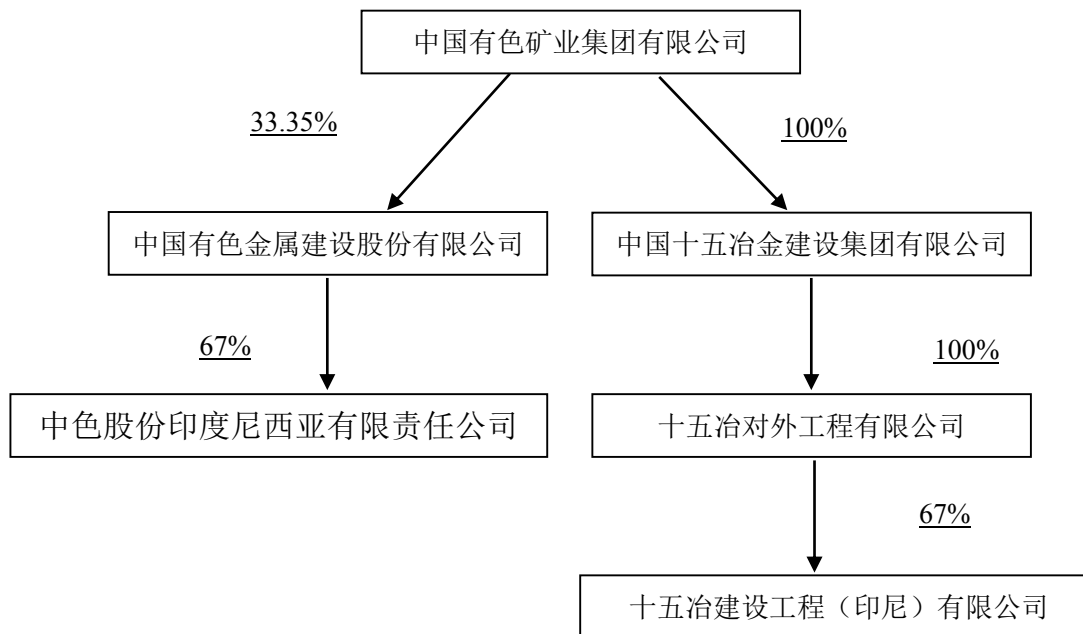 中国有色矿业集团有限公司
33.35%
100%
中国有色金属建设股份有限公司
中国十五冶金建设集团有限公司
67%
100%
中色股份印度尼西亚有限责任公司
十五冶对外工程有限公司
67%
十五冶建设工程（印尼）有限公司